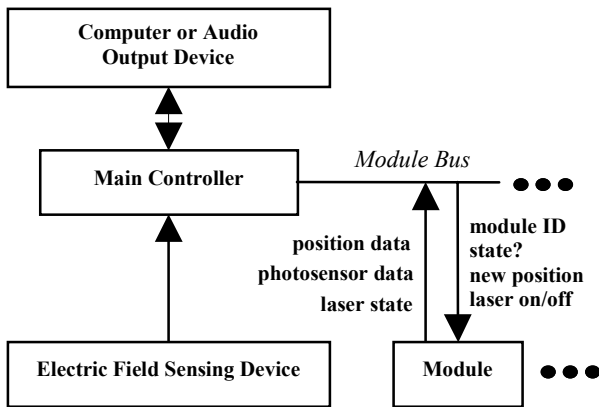 Computer or Audio
Output Device
Main Controller
Module Bus
position data
photosensor data
laser state
module ID
state?
new position
laser on/off
Electric Field Sensing Device
Module